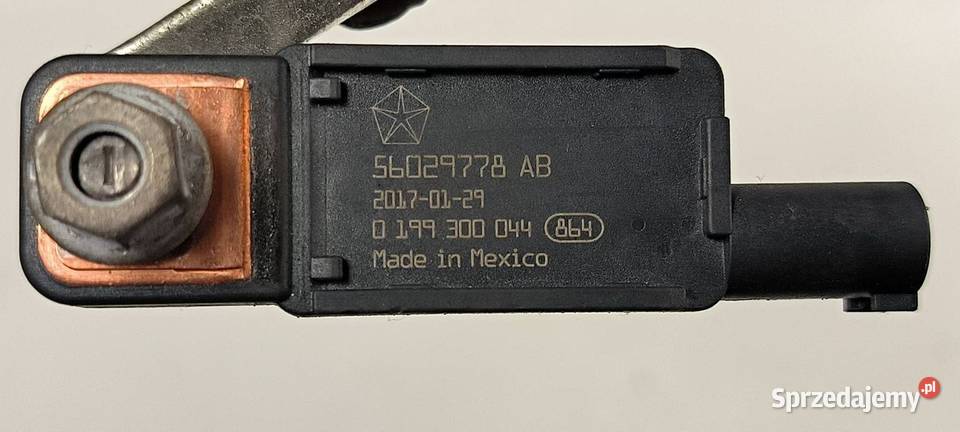 56029778 AB
2017-01-29
0 199 300 044 864
Made in Mexico
Sprzedajemy.pl